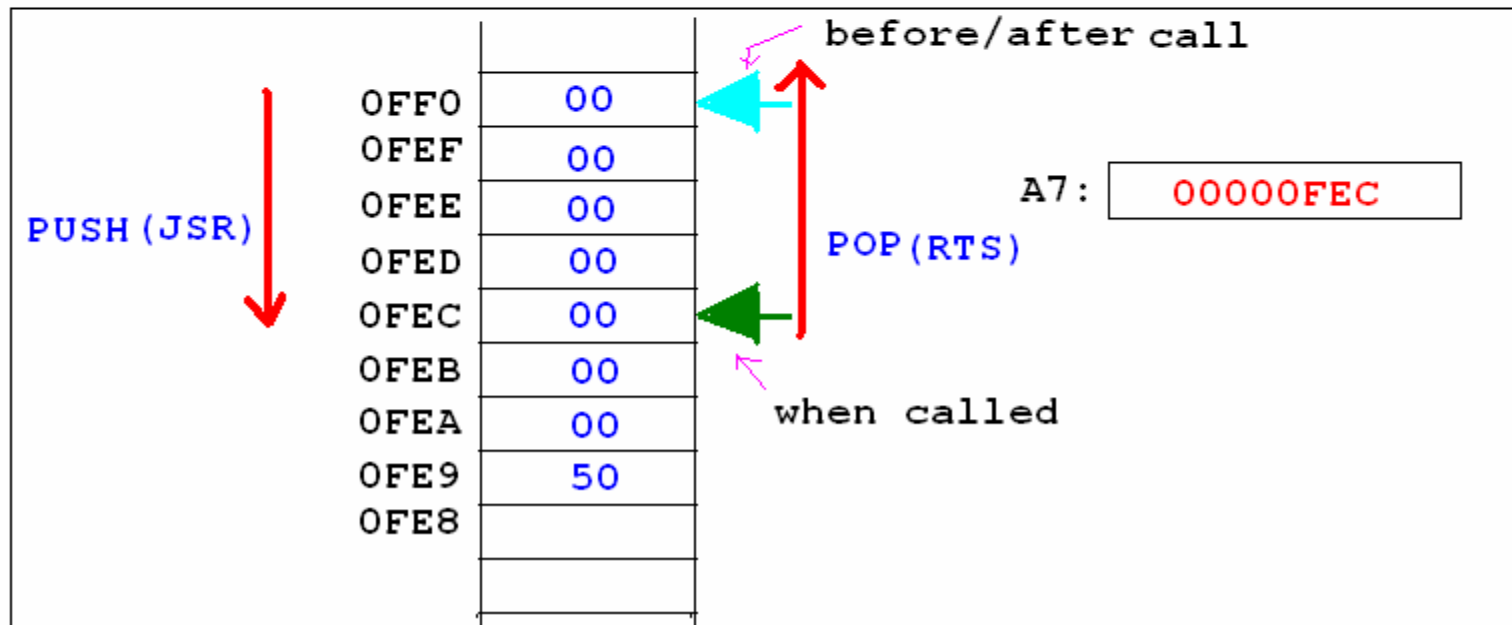 before/after call
0FF0 00
0FEF 00
A7: 00000FEC
0FEE 00
PUSH(JSR)
POP(RTS)
0FED 00
0FEC 00
0FEB 00
when called
0FEA 00
0FE9 50
0FE8